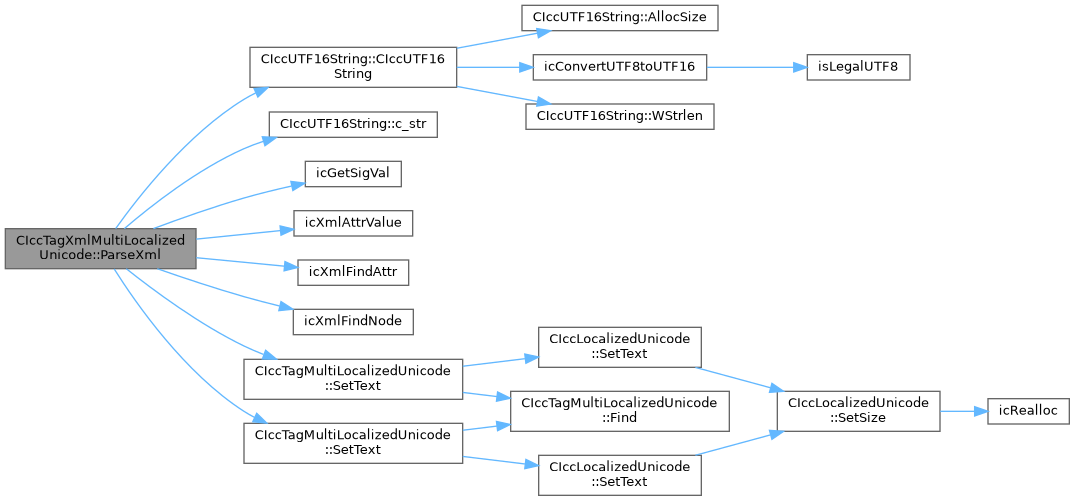 CIccTagXmlMultiLocalized
Unicode::ParseXml
CIccUTF16String::CIccUTF16
String
CIccUTF16String::AllocSize
icConvertUTF8toUTF16
isLegalUTF8
CIccUTF16String::WStrlen
CIccUTF16String::c_str
icGetSigVal
icXmlAttrValue
icXmlFindAttr
icXmlFindNode
CIccTagMultiLocalizedUnicode
::SetText
CIccLocalizedUnicode
::SetText
CIccTagMultiLocalizedUnicode
::Find
CIccLocalizedUnicode
::SetSize
icRealloc
CIccTagMultiLocalizedUnicode
::SetText
CIccLocalizedUnicode
::SetText